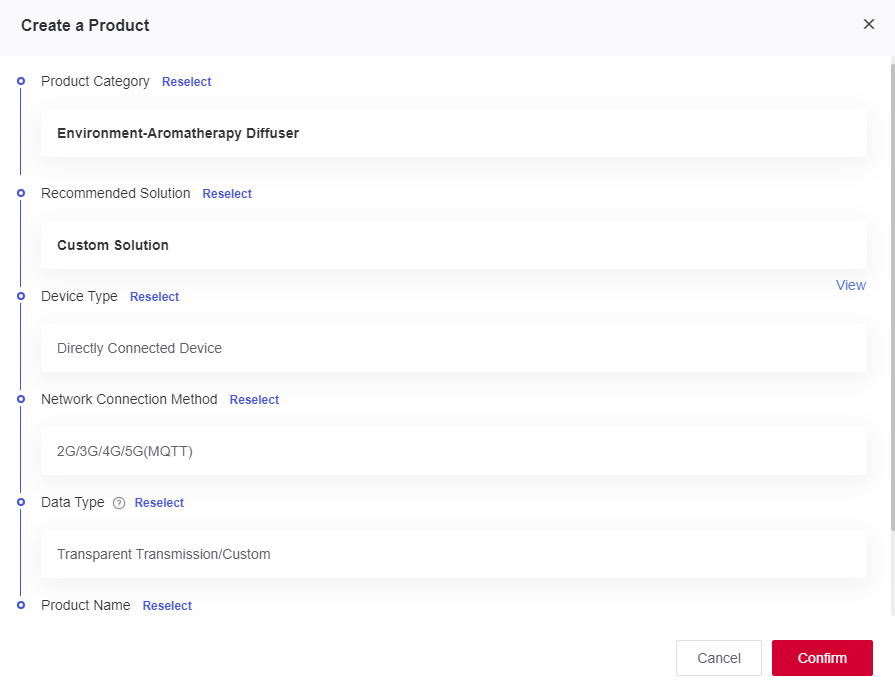 Create a Product
Product Category Reselect
Environment-Aromatherapy Diffuser
Recommended Solution Reselect
Custom Solution
View
Device Type Reselect
Directly Connected Device
Network Connection Method Reselect
2G/3G/4G/5G(MQTT)
Data Type ? Reselect
Transparent Transmission/Custom
Product Name Reselect
Cancel Confirm